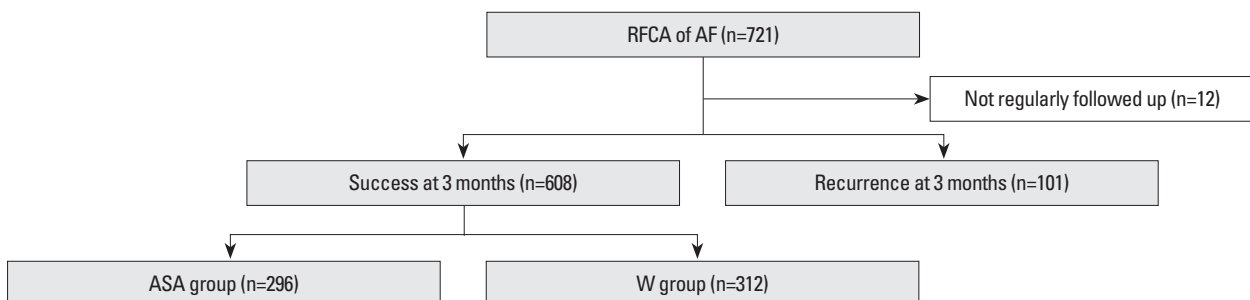 RFCA of AF (n=721)
Not regularly followed up (n=12)
Success at 3 months (n=608)
Recurrence at 3 months (n=101)
ASA group (n=296)
W group (n=312)